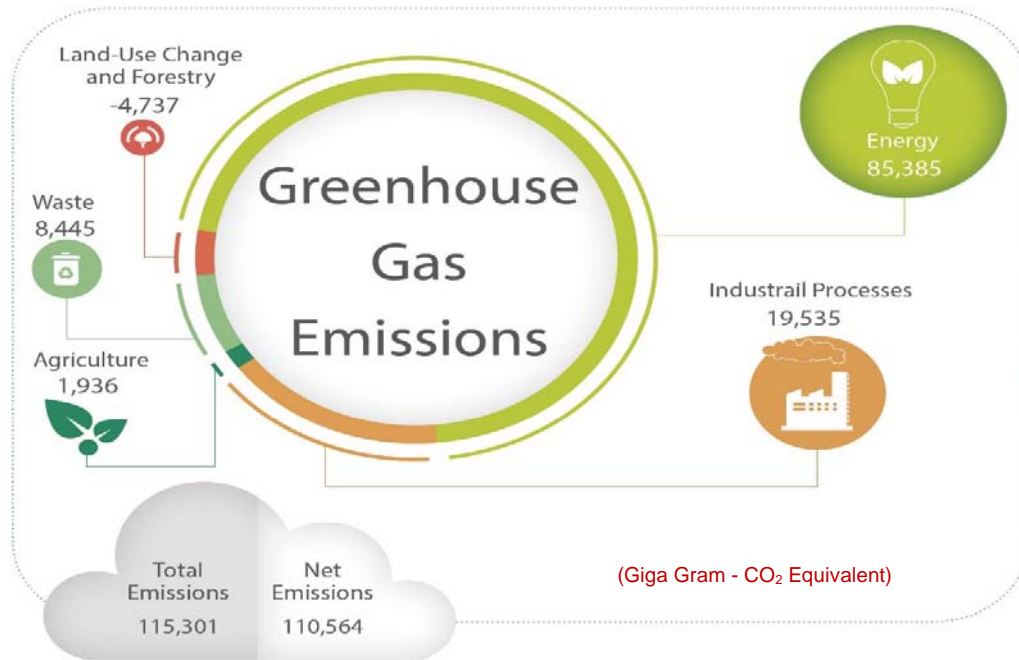 Land-Use Change
and Forestry
-4,737
Waste
8,445
Agriculture
1,936
Greenhouse
Gas
Emissions
Energy
85,385
Industrail Processes
19,535
Total
Emissions
115,301
Net
Emissions
110,564
(Giga Gram - CO₂ Equivalent)